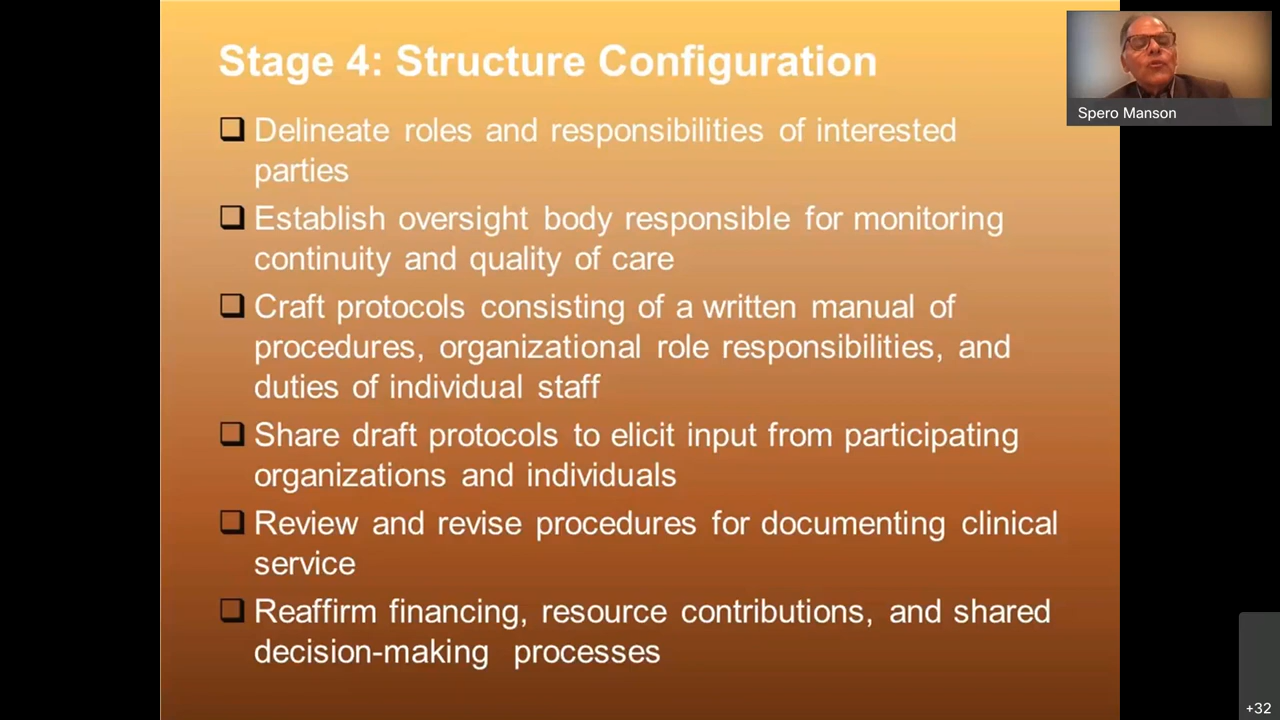 Stage 4: Structure Configuration
Delineate roles and responsibilities of interested
parties
Establish oversight body responsible for monitoring
continuity and quality of care
Craft protocols consisting of a written manual of
procedures, organizational role responsibilities, and
duties of individual staff
Share draft protocols to elicit input from participating
organizations and individuals
Review and revise procedures for documenting clinical
service
Reaffirm financing, resource contributions, and shared
decision-making processes
Spero Manson
+32